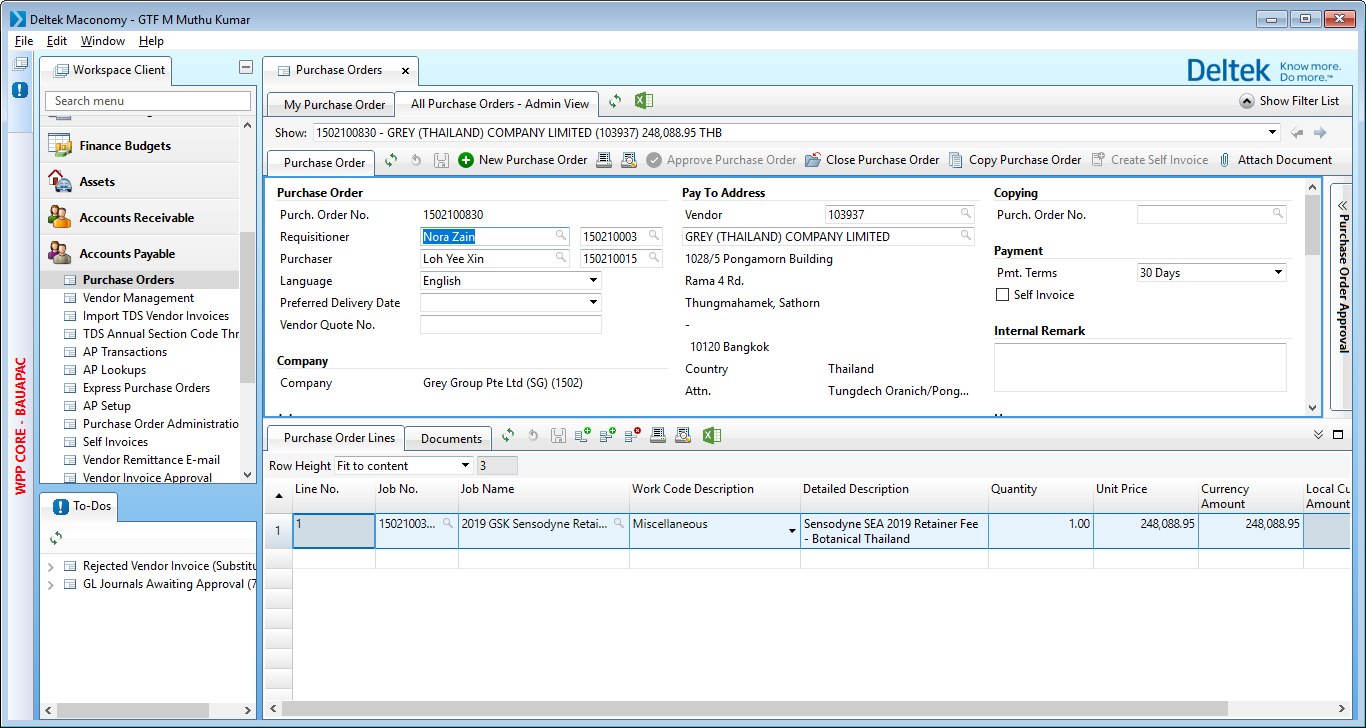 Deltek Maconomy - GTF M Muthu Kumar
File Edit Window Help
WPP CORE - BAUAPAC
Workspace Client
Search menu
Finance Budgets
Assets
Accounts Receivable
Accounts Payable
Purchase Orders
Vendor Management
Import TDS Vendor Invoices
TDS Annual Section Code Thr
AP Transactions
AP Lookups
Express Purchase Orders
AP Setup
Purchase Order Administratio
Self Invoices
Vendor Remittance E-mail
Vendor Invoice Approval
To-Dos
Rejected Vendor Invoice (Substitu
GL Journals Awaiting Approval (7
Purchase Orders
Deltek Know more. Do more.™
My Purchase Order All Purchase Orders - Admin View Show Filter List
Show: 1502100830 - GREY (THAILAND) COMPANY LIMITED (103937) 248,088.95 THB
Purchase Order New Purchase Order Approve Purchase Order Close Purchase Order Copy Purchase Order Create Self Invoice Attach Document
Purchase Order
Purch. Order No. 1502100830
Requisitioner Nora Zain 150210003
Purchaser Loh Yee Xin 150210015
Language English
Preferred Delivery Date
Vendor Quote No.
Company
Company Grey Group Pte Ltd (SG) (1502)
Pay To Address
Vendor 103937
GREY (THAILAND) COMPANY LIMITED
1028/5 Pongamorn Building
Rama 4 Rd.
Thungmahamek, Sathorn
-
10120 Bangkok
Country Thailand
Attn. Tungdech Oranich/Pong...
Copying
Purch. Order No.
Payment
Pmt. Terms 30 Days
Self Invoice
Internal Remark
Purchase Order Approval
Purchase Order Lines Documents
Row Height Fit to content 3
Line No. Job No. Job Name Work Code Description Detailed Description Quantity Unit Price Currency Amount Local Cu Amount
1 1 15021003... 2019 GSK Sensodyne Retai... Miscellaneous Sensodyne SEA 2019 Retainer Fee - Botanical Thailand 1.00 248,088.95 248,088.95